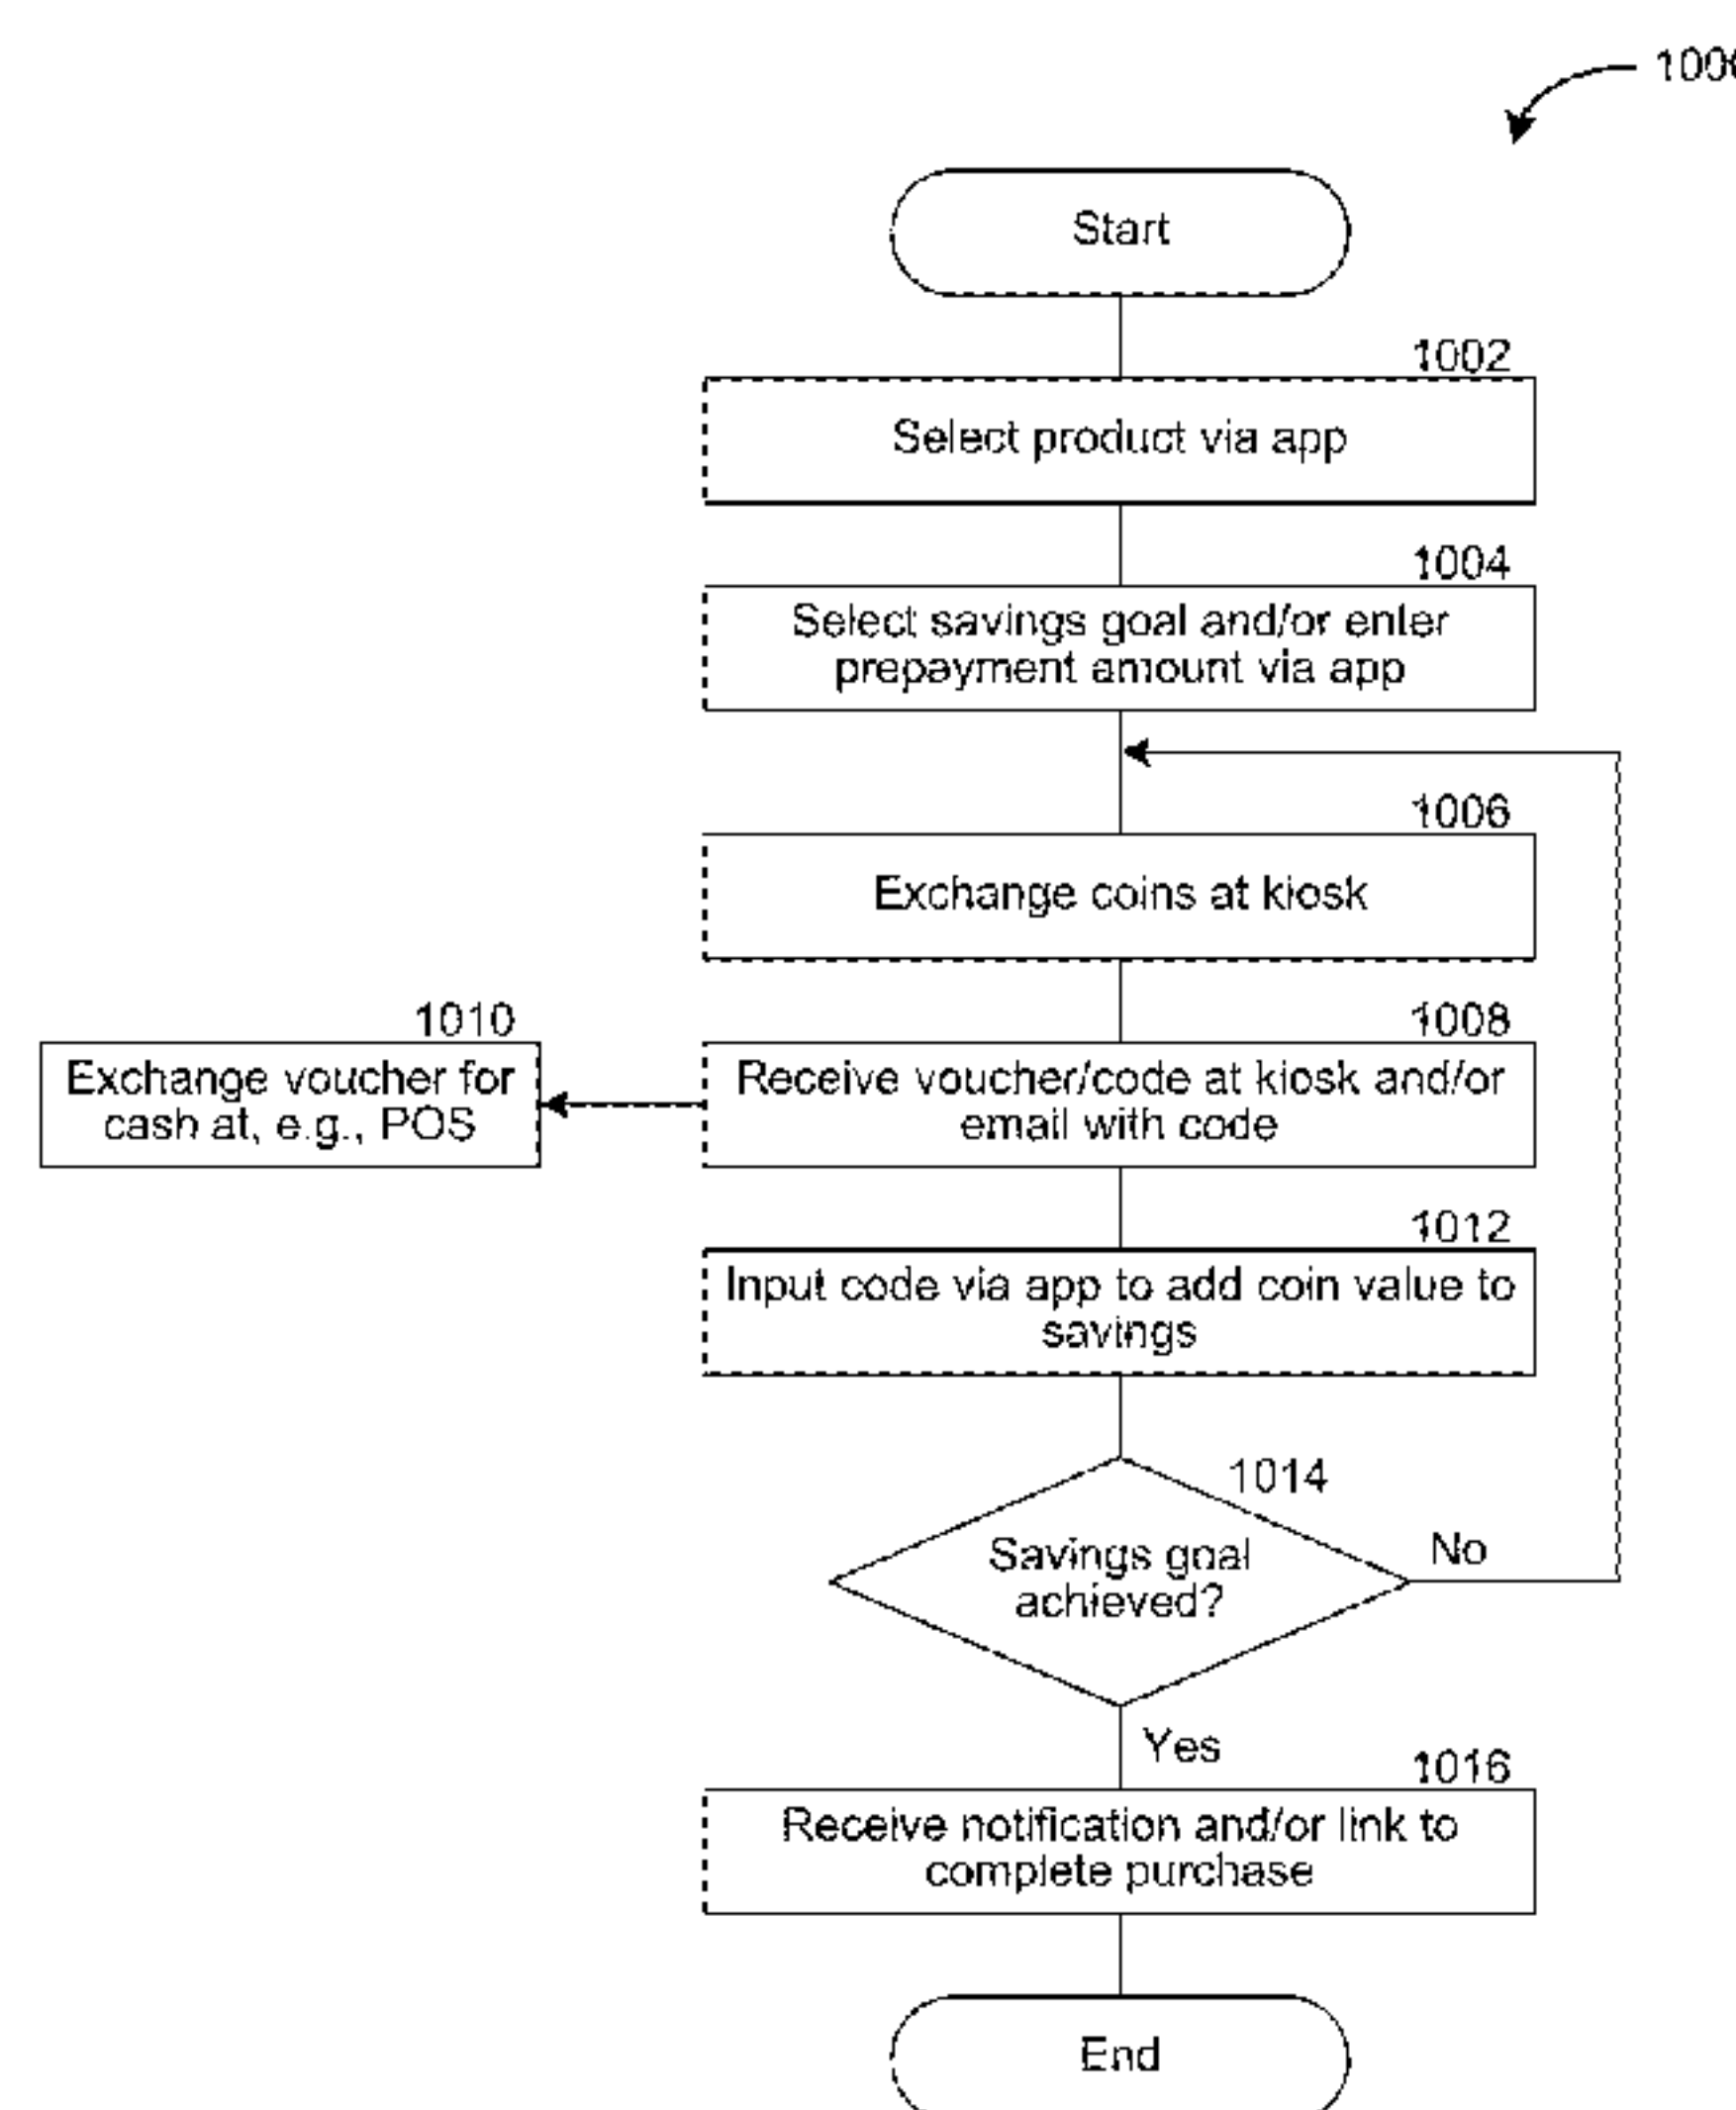 1000
Start
1002
Select product via app
1004
Select savings goal and/or enter
prepayment amount via app
1006
Exchange coins at kiosk
1010
Exchange voucher for
cash at, e.g., POS
1008
Receive voucher/code at kiosk and/or
email with code
1012
Input code via app to add coin value to
savings
1014
Savings goal
achieved?
No
Yes
1016
Receive notification and/or link to
complete purchase
End